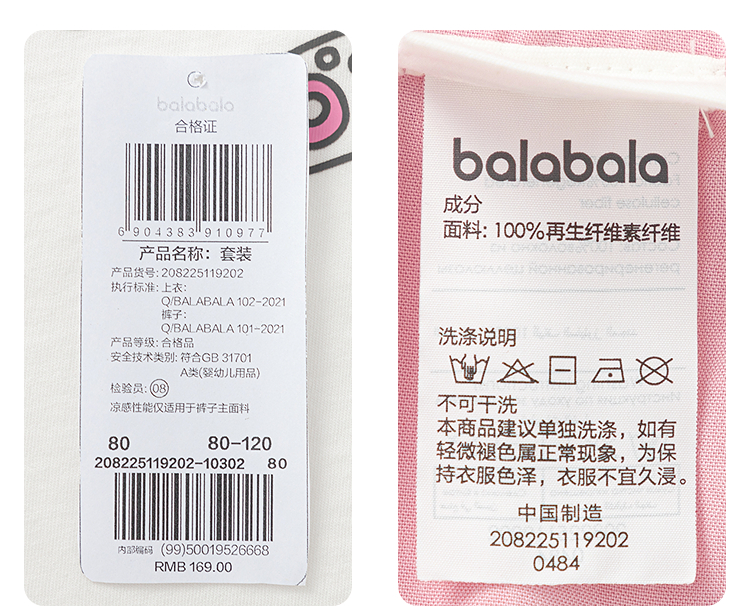 balabala
合格证
6 904383 910977
产品名称: 套装
产品货号: 208225119202
执行标准: 上衣:
Q/BALABALA 102-2021
裤子:
Q/BALABALA 101-2021
产品等级: 合格品
安全技术类别: 符合GB 31701
A类(婴幼儿用品)
检验员: 08
凉感性能仅适用于裤子主面料
80 80-120
208225119202-10302 80
内部编码 (99)50019526668
RMB 169.00
balabala
成分
面料: 100%再生纤维素纤维
cellulose fiber
регенерированной целлюлозы
洗涤说明
不可干洗
本商品建议单独洗涤，如有
轻微褪色属正常现象，为保
持衣服色泽，衣服不宜久浸。
中国制造
208225119202
0484